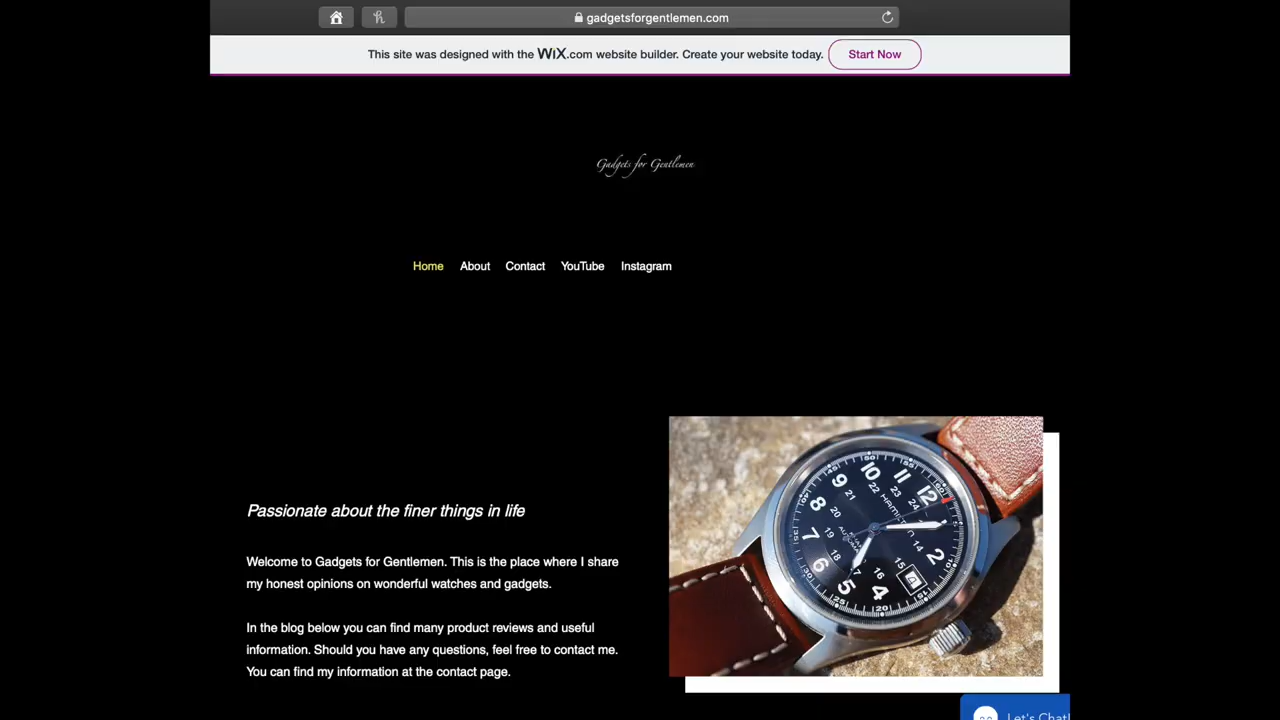 gadgetsforgentlemen.com
This site was designed with the WiX.com website builder. Create your website today.
Start Now
Gadgets for Gentlemen
Home About Contact YouTube Instagram
Passionate about the finer things in life
Welcome to Gadgets for Gentlemen. This is the place where I share
my honest opinions on wonderful watches and gadgets.
In the blog below you can find many product reviews and useful
information. Should you have any questions, feel free to contact me.
You can find my information at the contact page.
HAMILTON
Let's Chat!